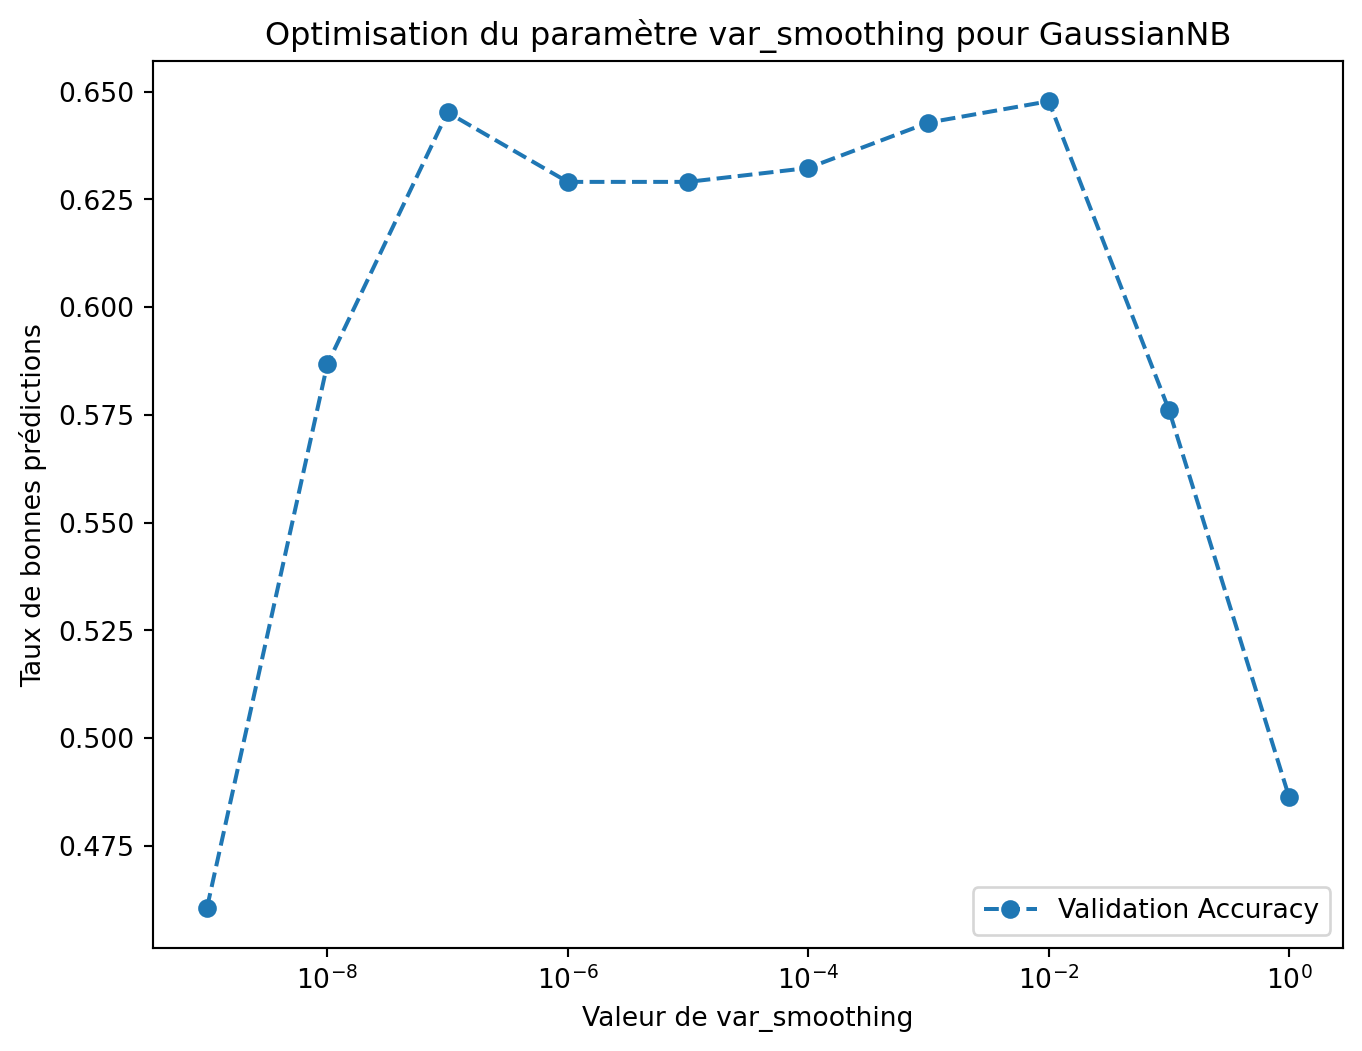 Optimisation du paramètre var_smoothing pour GaussianNB
0.650
0.625
0.600
0.575
0.550
0.525
0.500
0.475
Taux de bonnes prédictions
Validation Accuracy
10⁻⁸ 10⁻⁶ 10⁻⁴ 10⁻² 10⁰
Valeur de var_smoothing